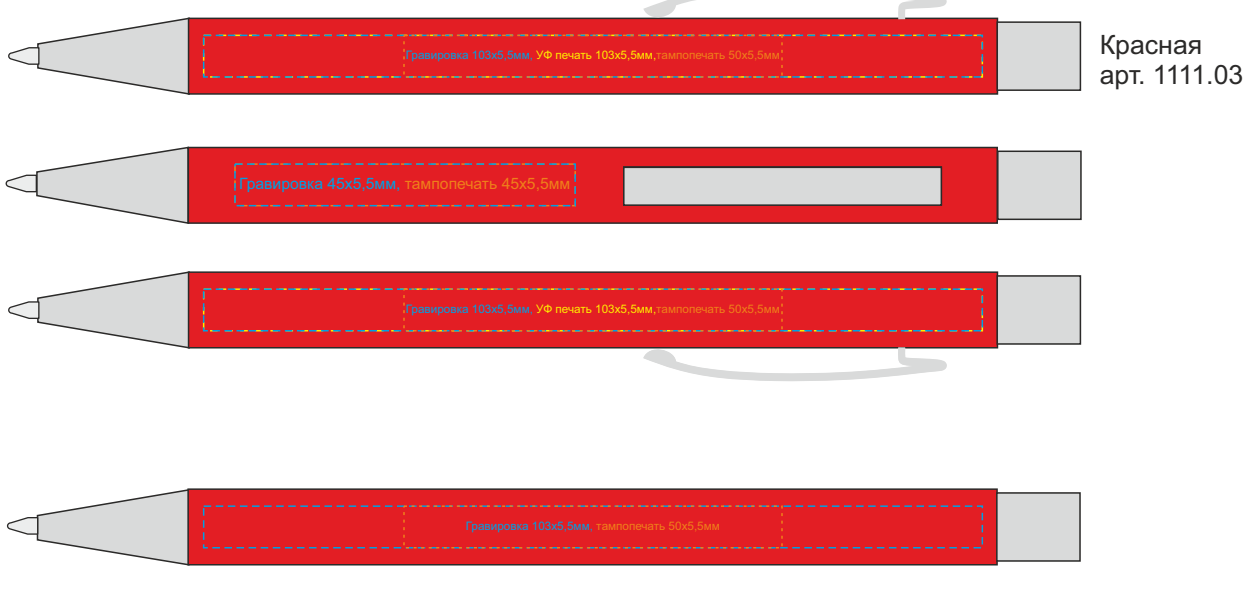 Гравировка 103х5,5мм, УФ печать 103х5,5мм,тампопечать 50х5,5мм
Красная
арт. 1111.03
Гравировка 45х5,5мм, тампопечать 45х5,5мм
Гравировка 103х5,5мм, УФ печать 103х5,5мм,тампопечать 50х5,5мм
Гравировка 103х5,5мм, тампопечать 50х5,5мм